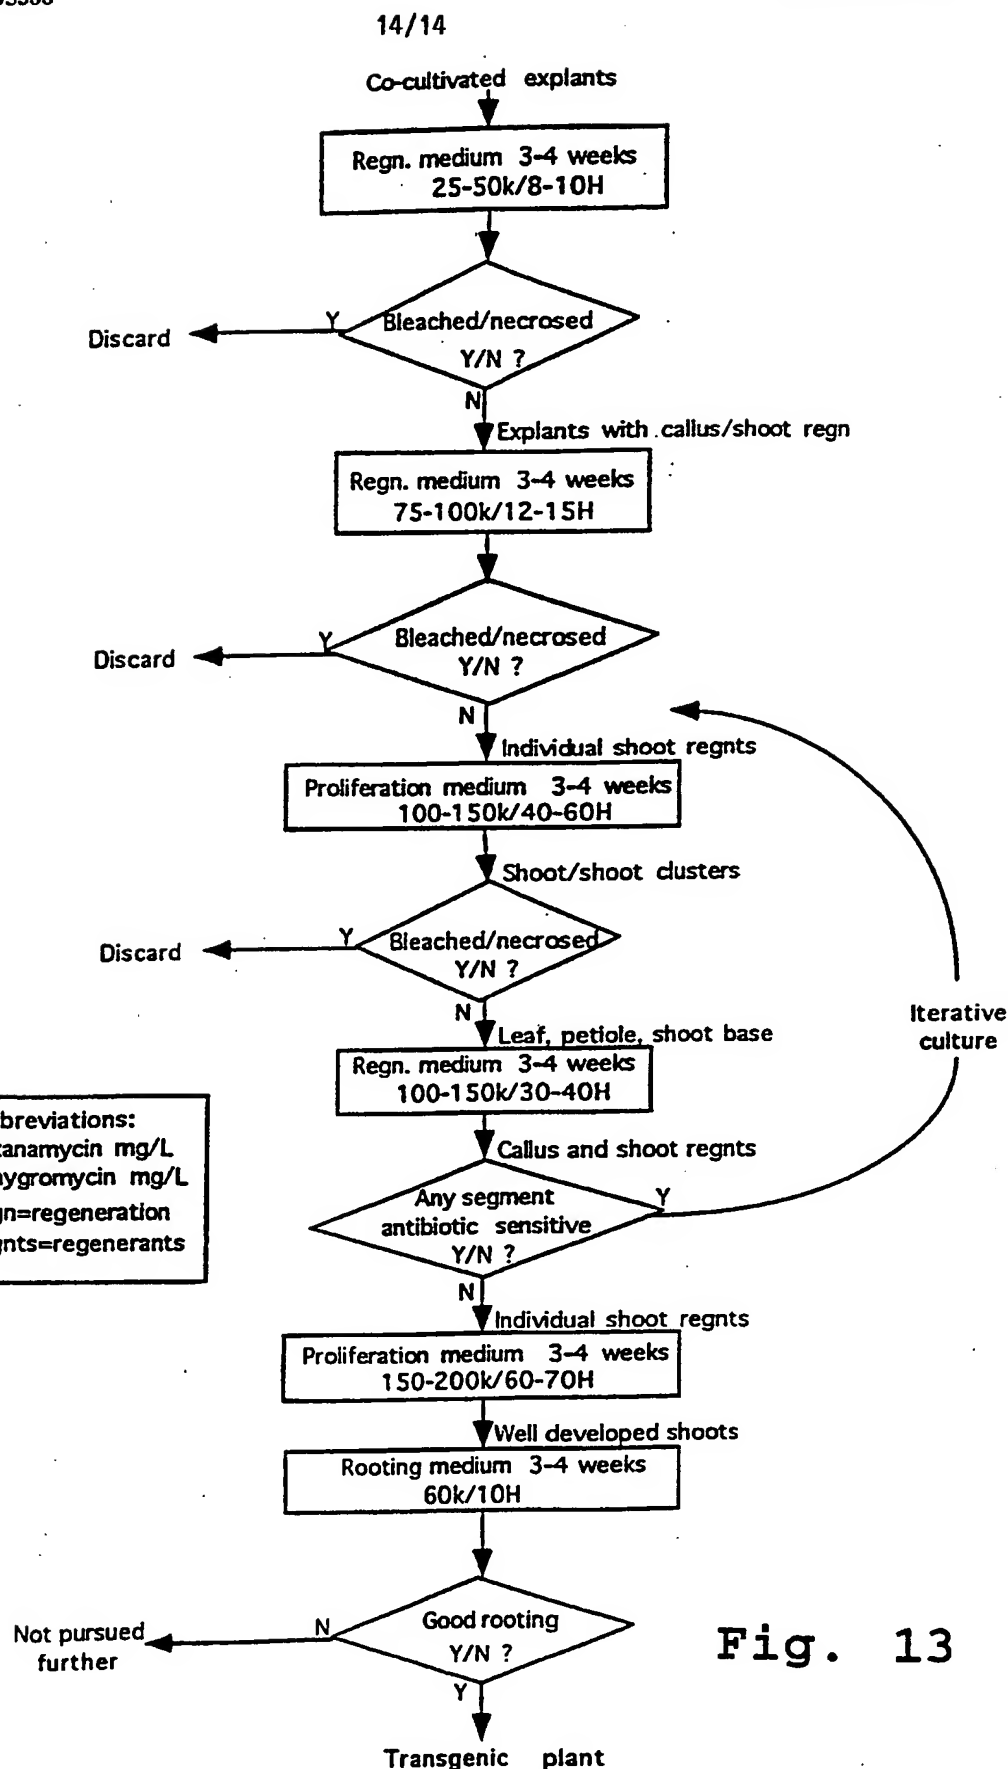 14/14
Co-cultivated explants
Regn. medium 3-4 weeks
25-50k/8-10H
Bleached/necrosed
Y/N ?
Y
Discard
N
Explants with callus/shoot regn
Regn. medium 3-4 weeks
75-100k/12-15H
Bleached/necrosed
Y/N ?
Y
Discard
N
Individual shoot regnts
Proliferation medium 3-4 weeks
100-150k/40-60H
Shoot/shoot clusters
Bleached/necrosed
Y/N ?
Y
Discard
N
Leaf, petiole, shoot base
Regn. medium 3-4 weeks
100-150k/30-40H
Callus and shoot regnts
Any segment
antibiotic sensitive
Y/N ?
Y
Iterative
culture
N
Individual shoot regnts
Proliferation medium 3-4 weeks
150-200k/60-70H
Well developed shoots
Rooting medium 3-4 weeks
60k/10H
Good rooting
Y/N ?
N
Not pursued
further
Y
Transgenic plant
breviations:
anamycin mg/L
ygromycin mg/L
gn=regeneration
gnts=regenerants
Fig. 13